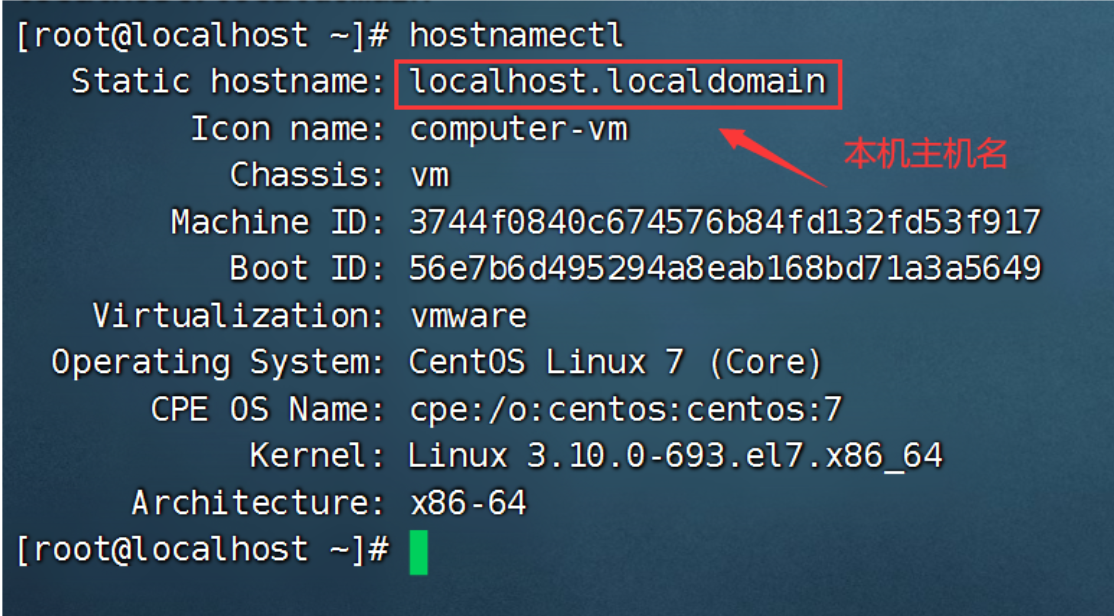 [root@localhost ~]# hostnamectl
Static hostname: localhost.localdomain
Icon name: computer-vm
本机主机名
Chassis: vm
Machine ID: 3744f0840c674576b84fd132fd53f917
Boot ID: 56e7b6d495294a8eab168bd71a3a5649
Virtualization: vmware
Operating System: CentOS Linux 7 (Core)
CPE OS Name: cpe:/o:centos:centos:7
Kernel: Linux 3.10.0-693.el7.x86_64
Architecture: x86-64
[root@localhost ~]#